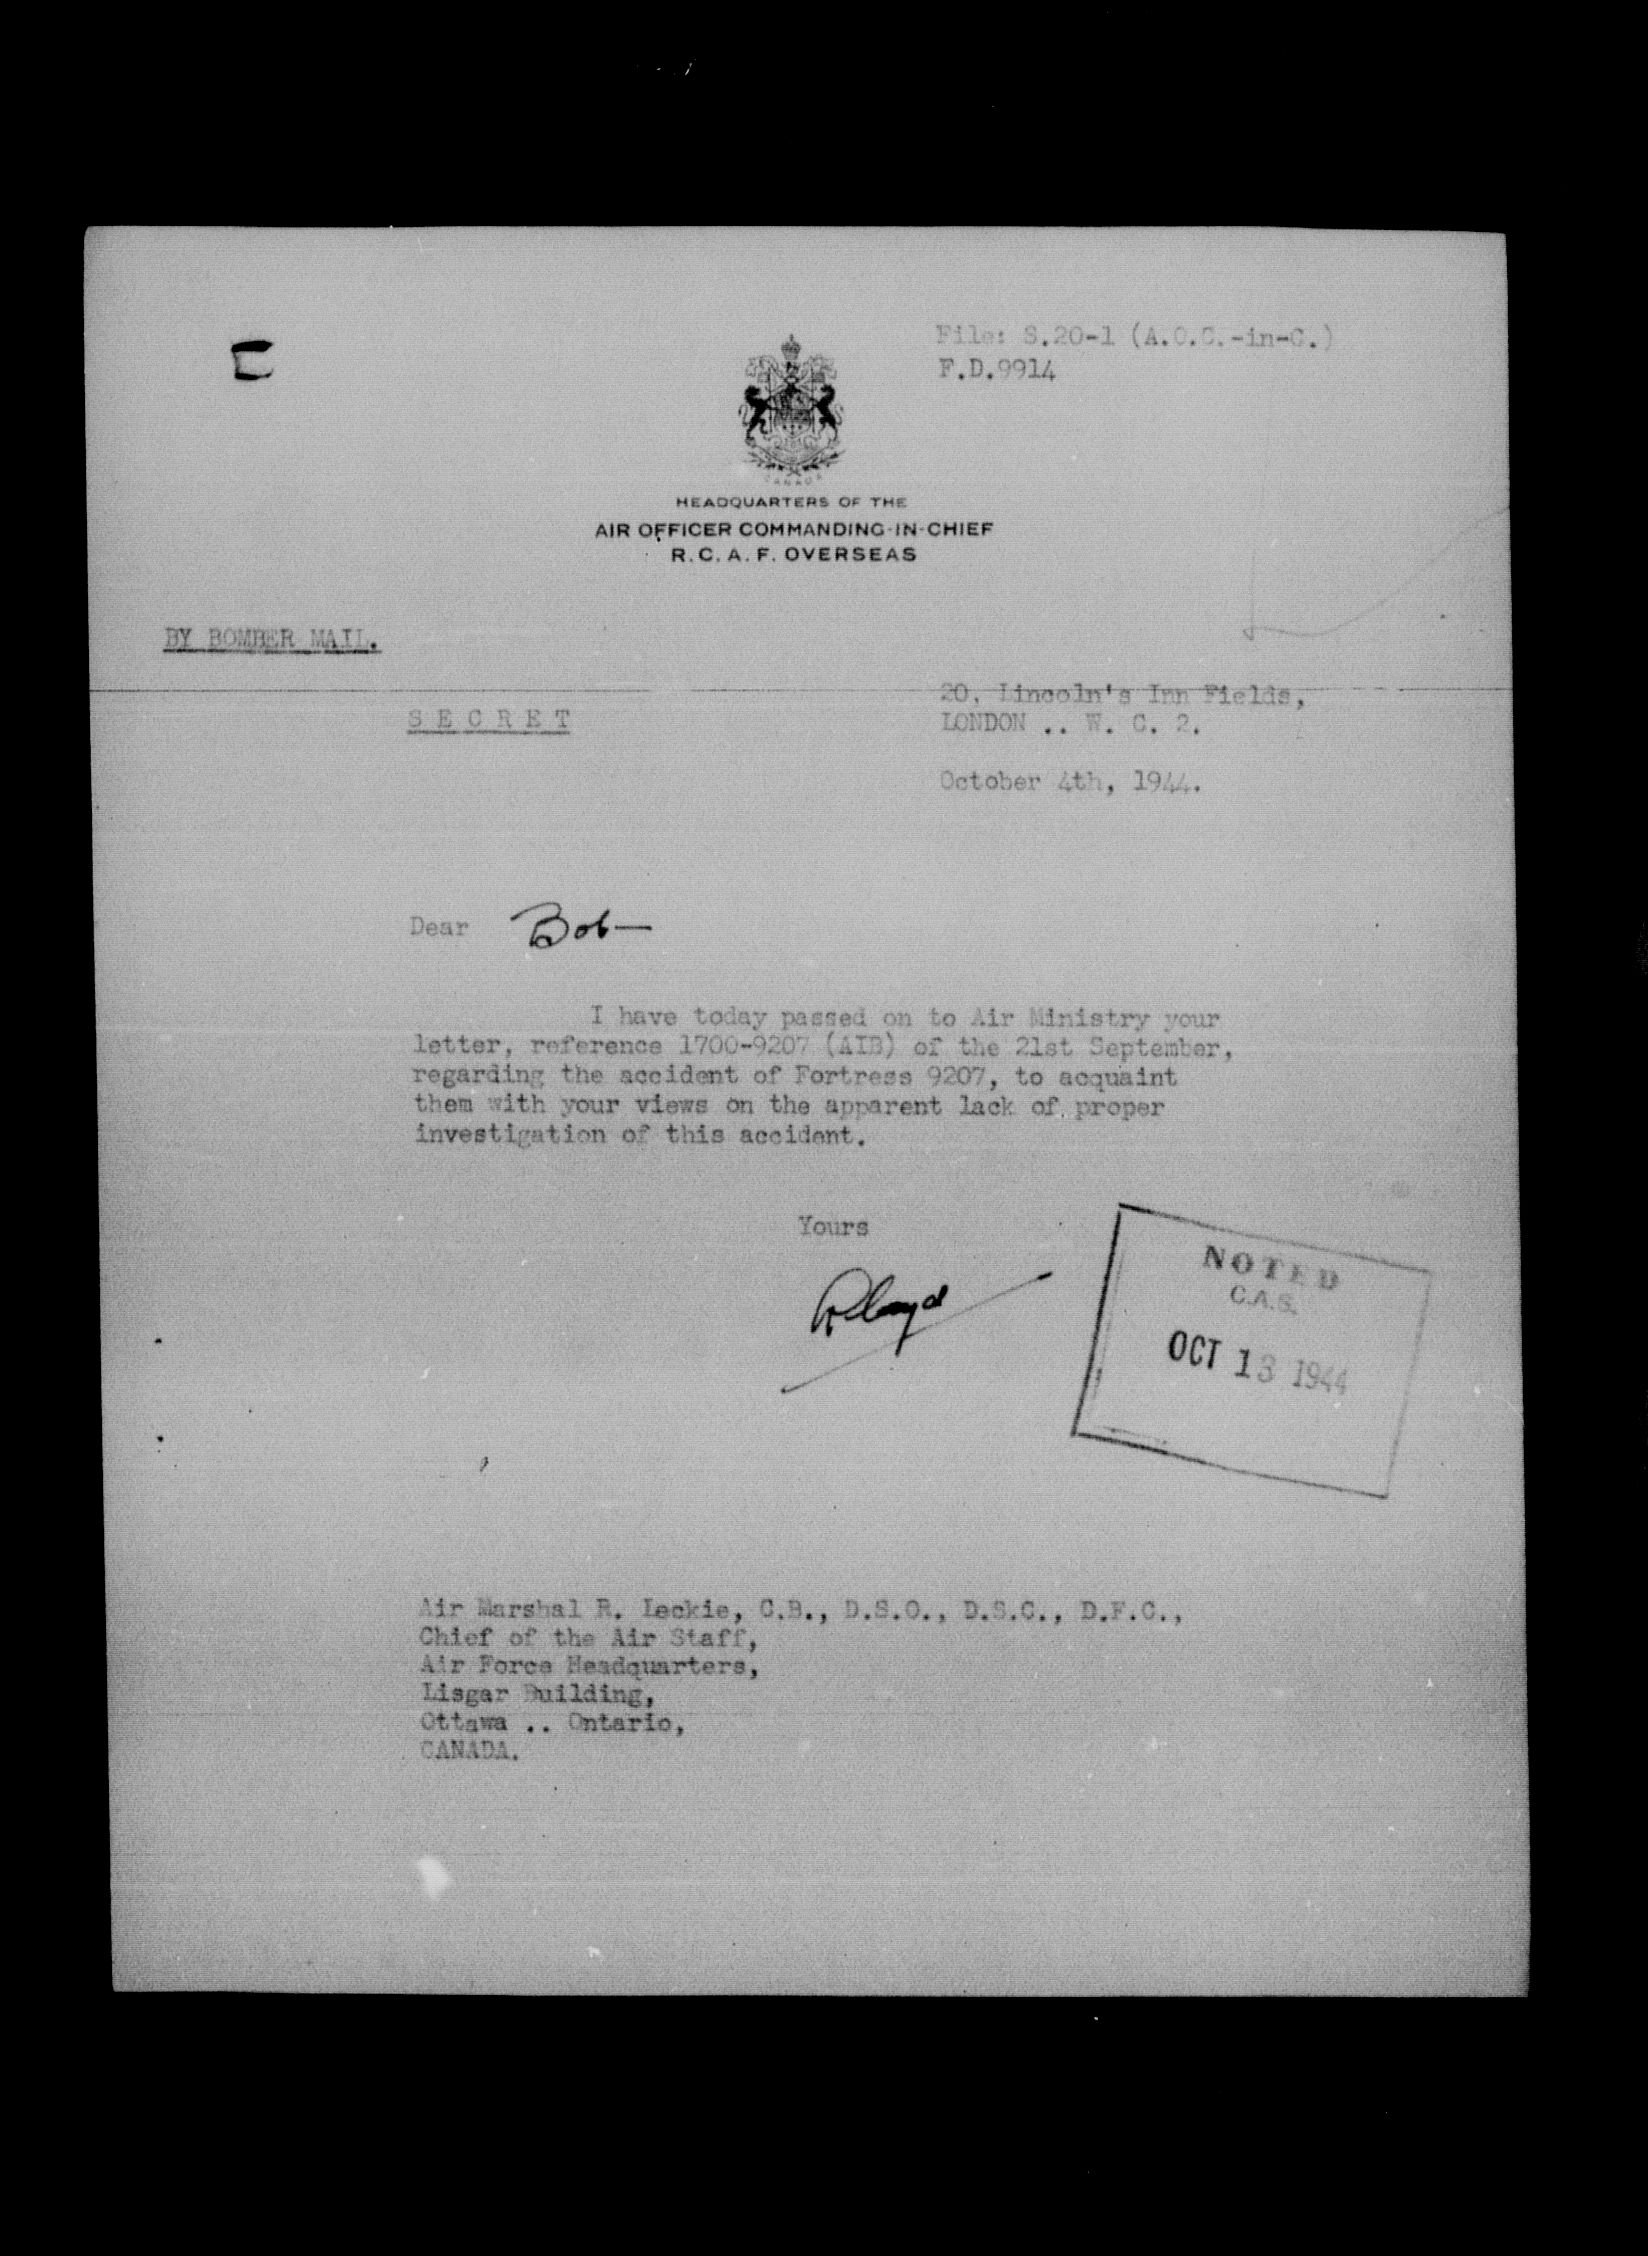 File: S.20-1 (A.O.C.-in-C.)
F.D.9914
CANADA
HEADQUARTERS OF THE
AIR OFFICER COMMANDING-IN-CHIEF
R.C.A.F. OVERSEAS
BY BOMBER MAIL.
20, Lincoln's Inn Fields,
SECRET
LONDON .. W. C. 2.
October 4th, 1944.
Dear Bob—
I have today passed on to Air Ministry your
letter, reference 1700-9207 (AIB) of the 21st September,
regarding the accident of Fortress 9207, to acquaint
them with your views on the apparent lack of proper
investigation of this accident.
Yours
NOTED
C.A.S.
OCT 13 1944
Air Marshal R. Leckie, C.B., D.S.O., D.S.C., D.F.C.,
Chief of the Air Staff,
Air Force Headquarters,
Lisgar Building,
Ottawa .. Ontario,
CANADA.